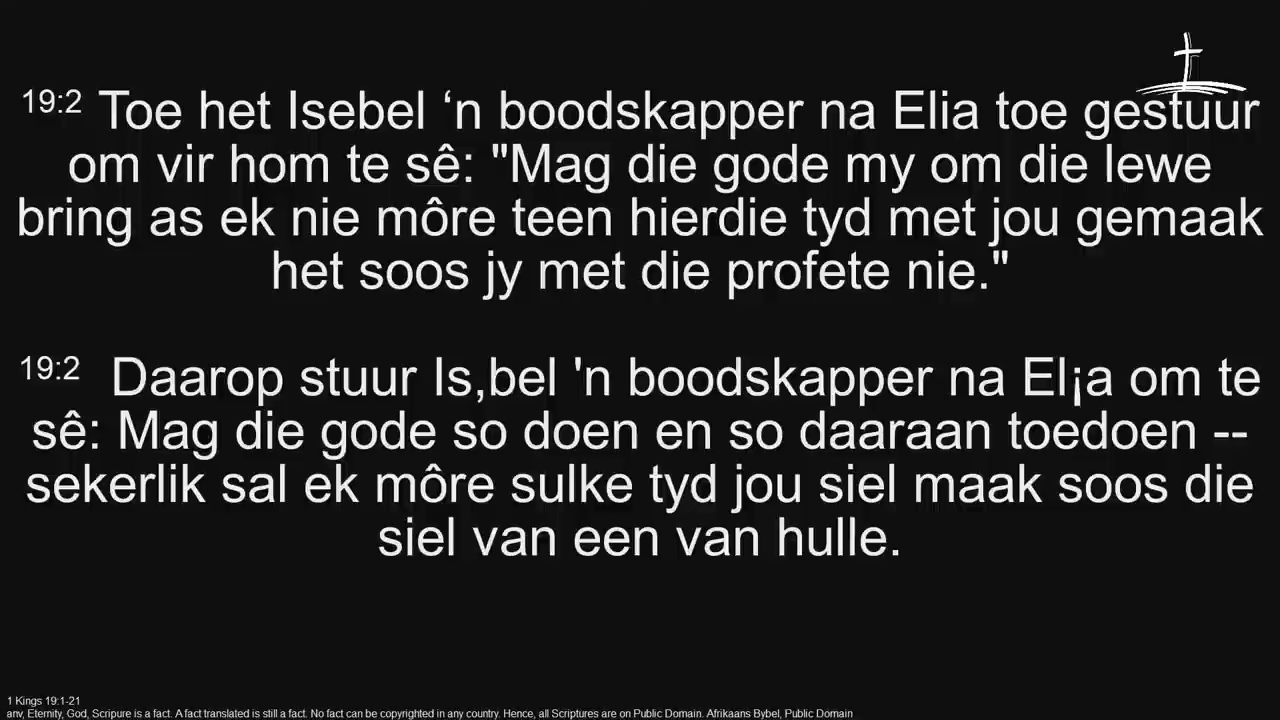 19:2 Toe het Isebel ‘n boodskapper na Elia toe gestuur
om vir hom te sê: "Mag die gode my om die lewe
bring as ek nie môre teen hierdie tyd met jou gemaak
het soos jy met die profete nie."
19:2 Daarop stuur Is,bel 'n boodskapper na El¡a om te
sê: Mag die gode so doen en so daaraan toedoen --
sekerlik sal ek môre sulke tyd jou siel maak soos die
siel van een van hulle.
1 Kings 19:1-21
anv, Eternity, God, Scripure is a fact. A fact translated is still a fact. No fact can be copyrighted in any country. Hence, all Scriptures are on Public Domain. Afrikaans Bybel, Public Domain